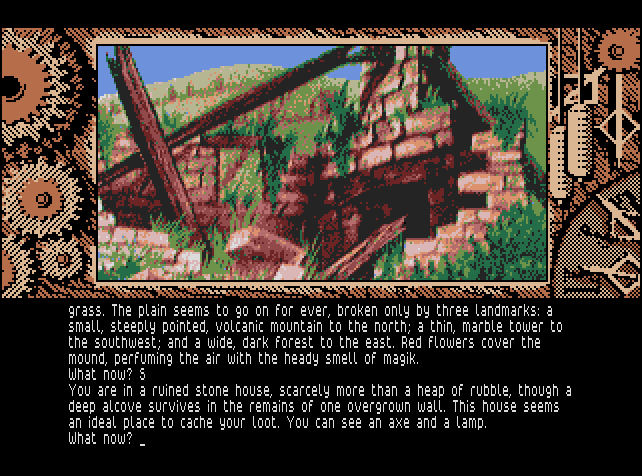 grass. The plain seems to go on for ever, broken only by three landmarks: a
small, steeply pointed, volcanic mountain to the north; a thin, marble tower to
the southwest; and a wide, dark forest to the east. Red flowers cover the
mound, perfuming the air with the heady smell of magik.
What now? S
You are in a ruined stone house, scarcely more than a heap of rubble, though a
deep alcove survives in the remains of one overgrown wall. This house seems
an ideal place to cache your loot. You can see an axe and a lamp.
What now? _